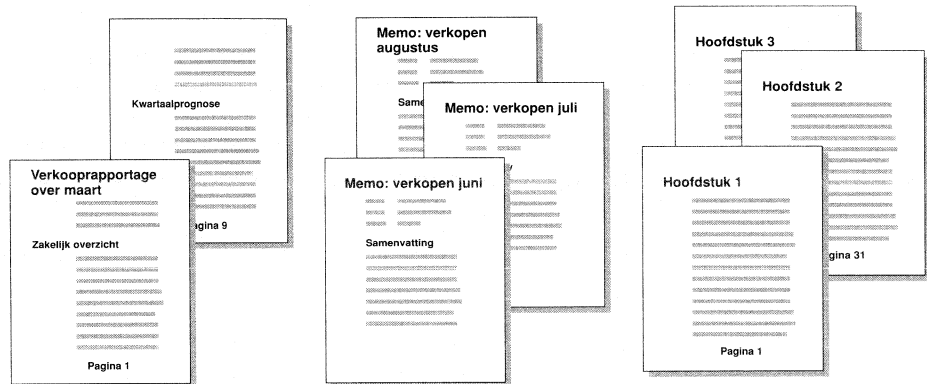 Kwartaalprognose
agina 9
Verkooprapportage
over maart
Zakelijk overzicht
Pagina 1
Memo: verkopen
augustus
Same
Memo: verkopen juli
Memo: verkopen juni
Samenvatting
Hoofdstuk 3
Hoofdstuk 2
gina 31
Hoofdstuk 1
Pagina 1